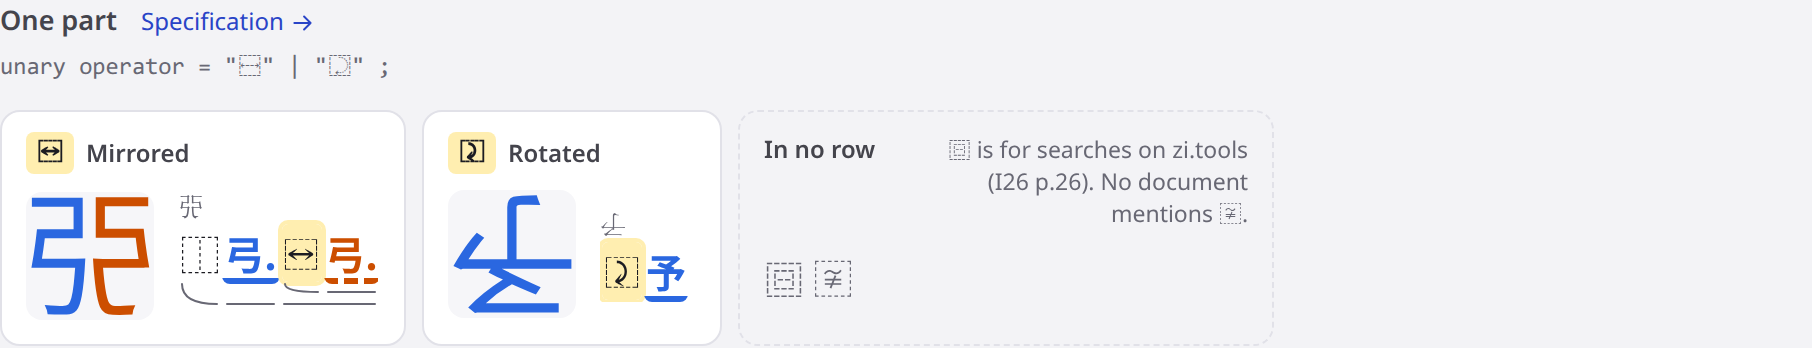 One part Specification →
unary operator = "⿾" | "⿿" ;
⿾ Mirrored
⿰弓.⿾弓.
⿿ Rotated
⿿予
In no row
is for searches on zi.tools
(I26 p.26). No document
mentions